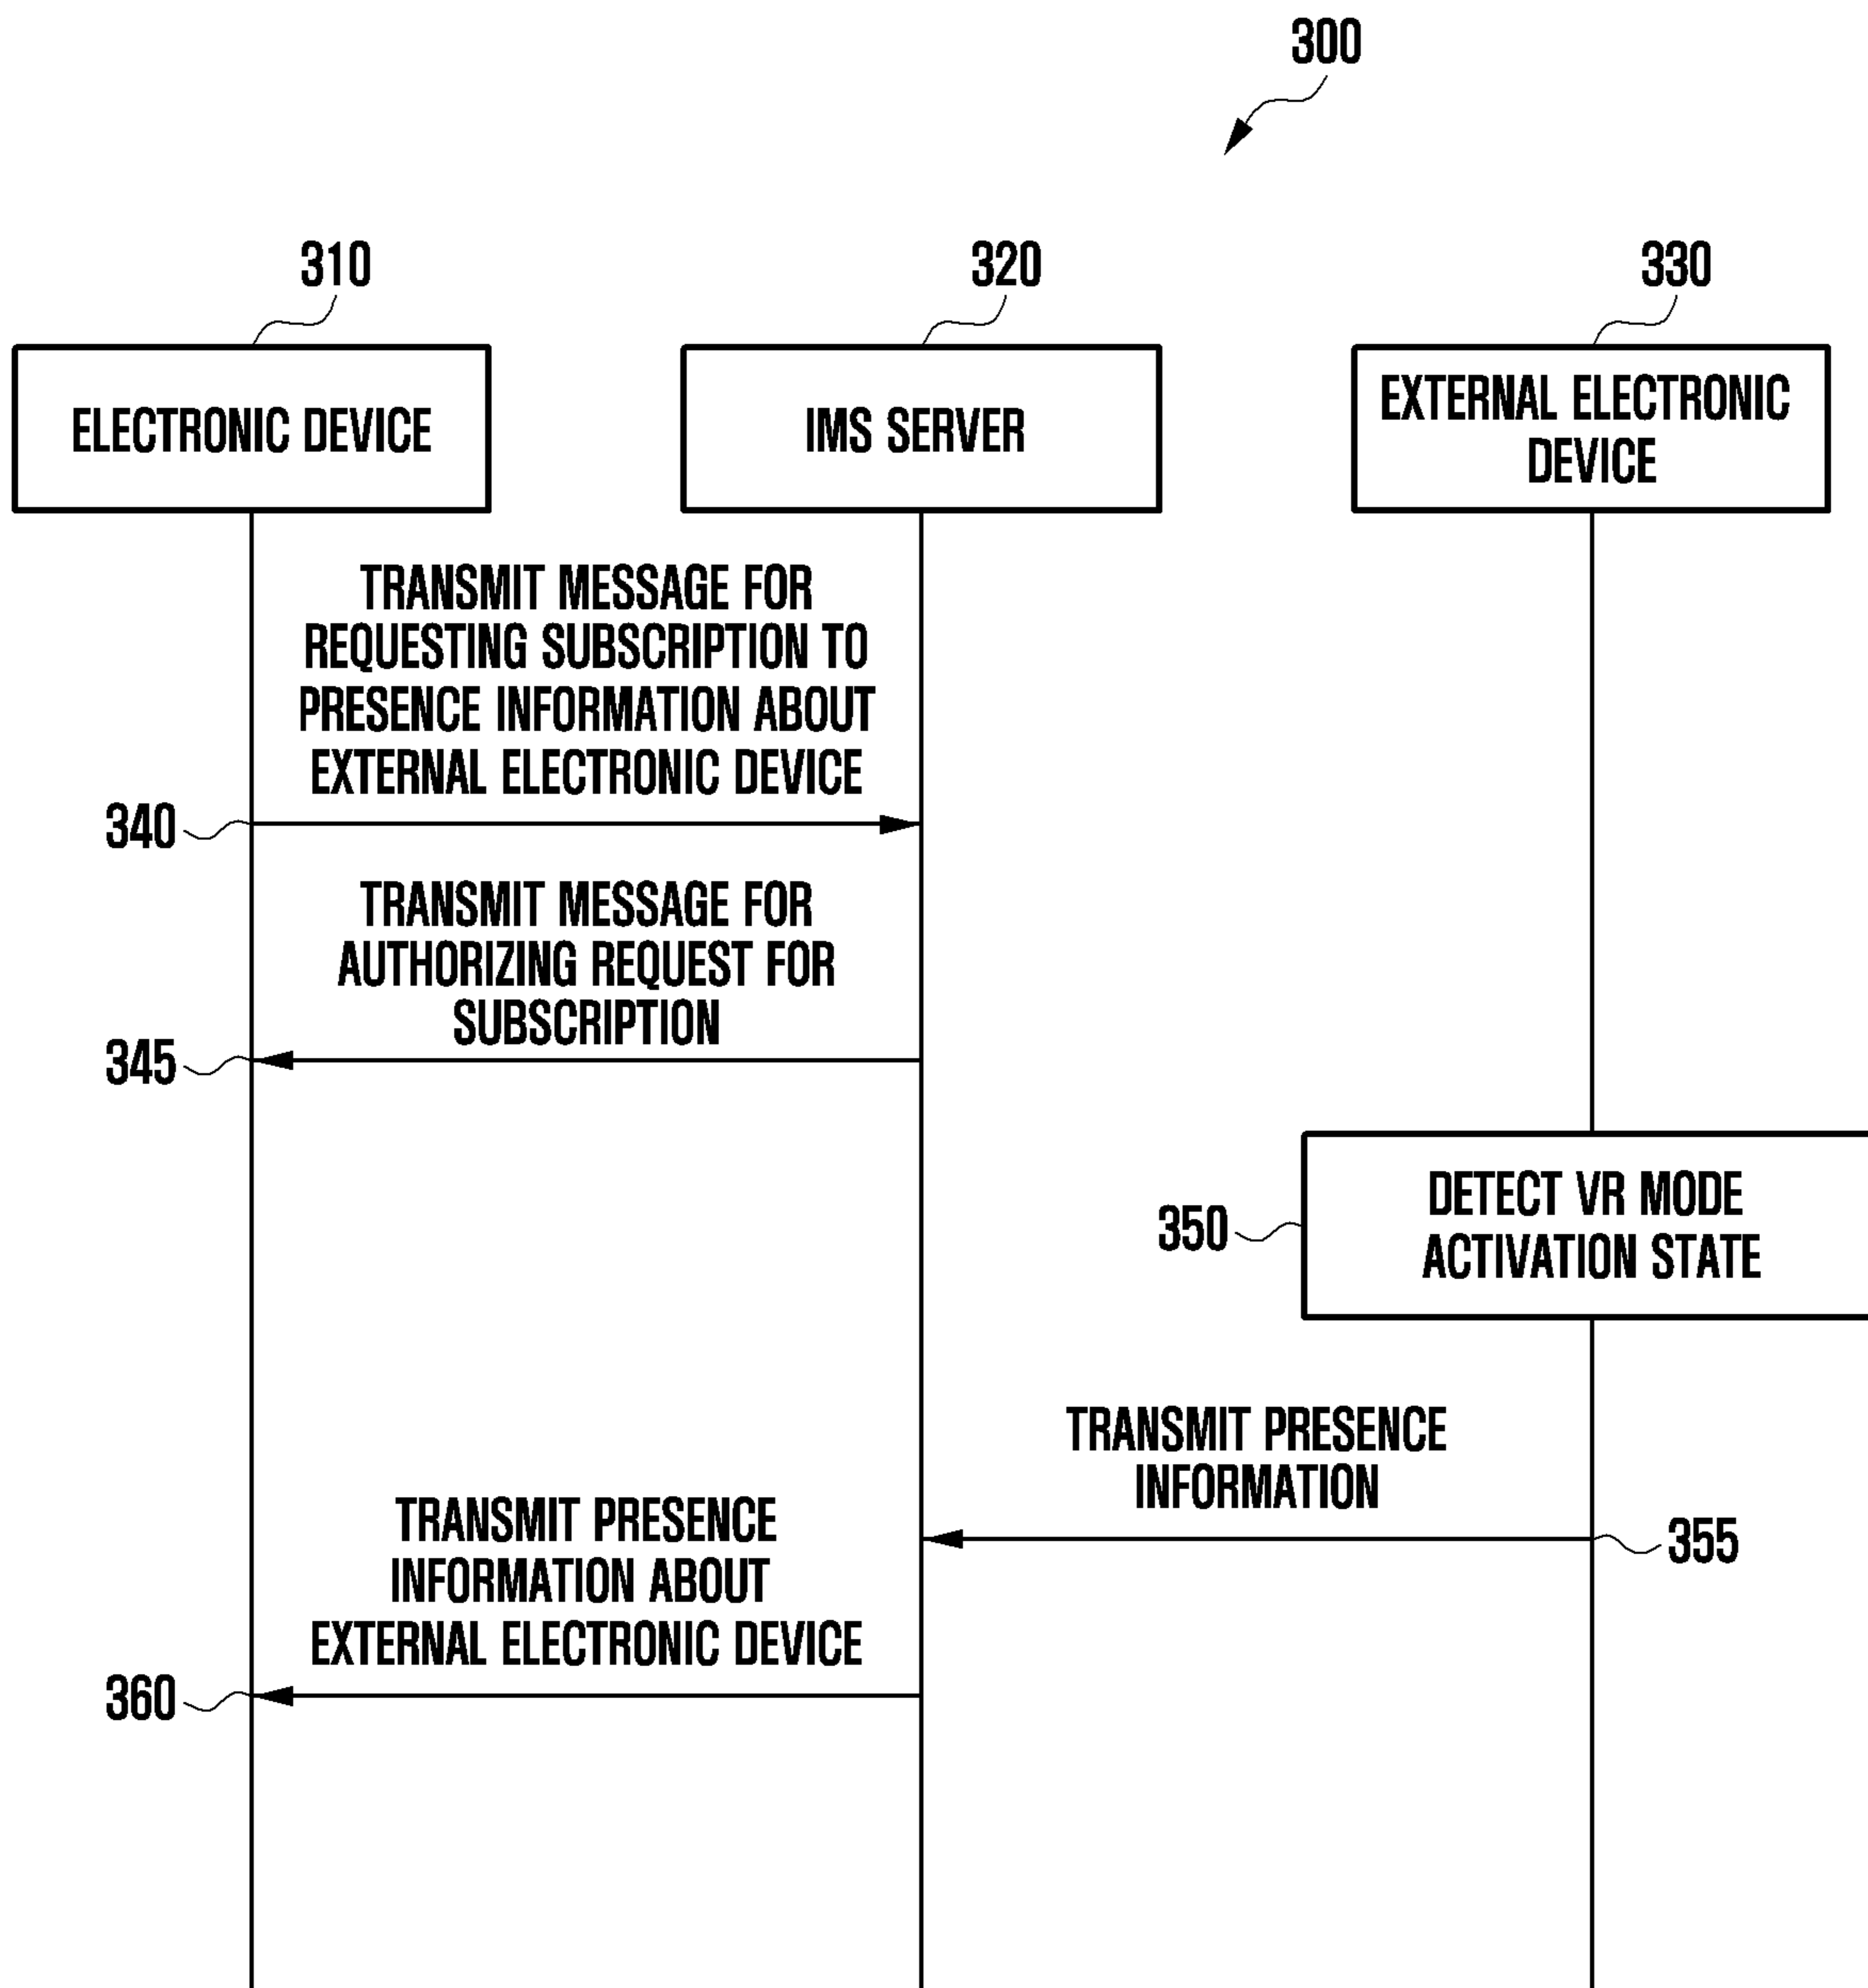 300
310
320
330
ELECTRONIC DEVICE
IMS SERVER
EXTERNAL ELECTRONIC
DEVICE
TRANSMIT MESSAGE FOR
REQUESTING SUBSCRIPTION TO
PRESENCE INFORMATION ABOUT
EXTERNAL ELECTRONIC DEVICE
340
TRANSMIT MESSAGE FOR
AUTHORIZING REQUEST FOR
SUBSCRIPTION
345
350
DETECT VR MODE
ACTIVATION STATE
TRANSMIT PRESENCE
INFORMATION
355
TRANSMIT PRESENCE
INFORMATION ABOUT
EXTERNAL ELECTRONIC DEVICE
360